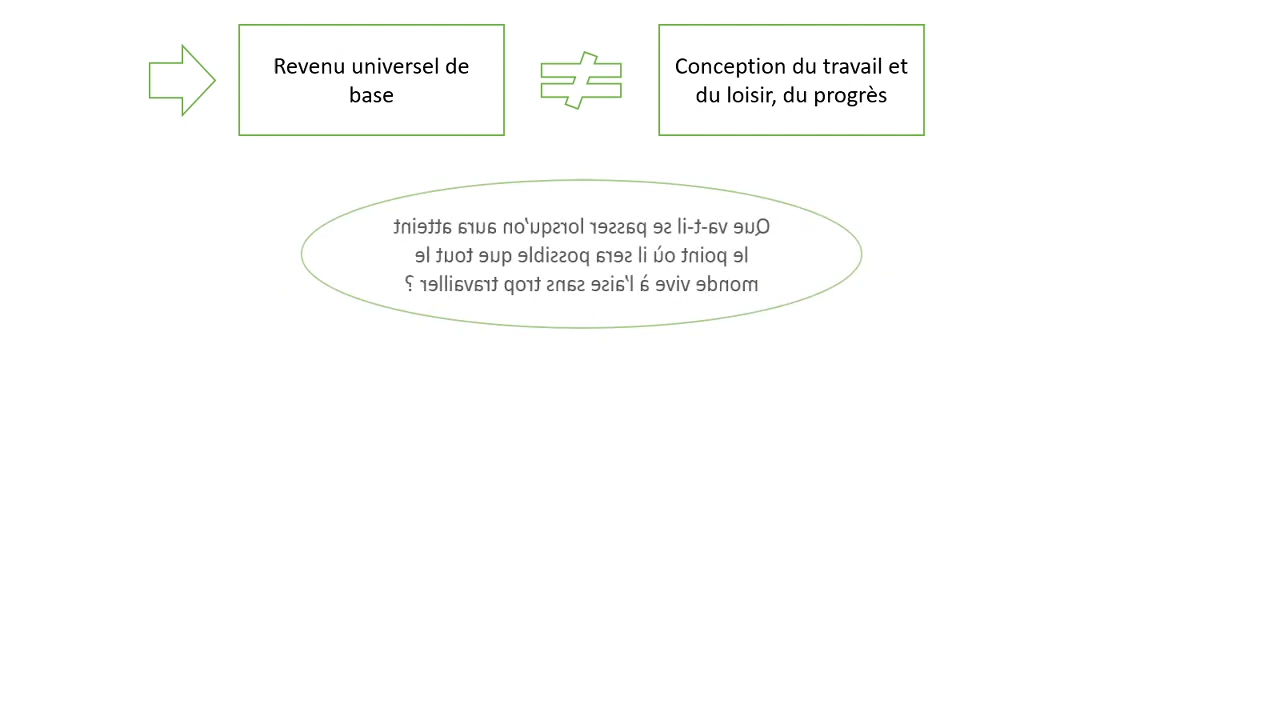 Revenu universel de
base
Conception du travail et
du loisir, du progrès
Que va-t-il se passer lorsqu’on aura atteint
le point où il sera possible que tout le
monde vive à l’aise sans trop travailler ?